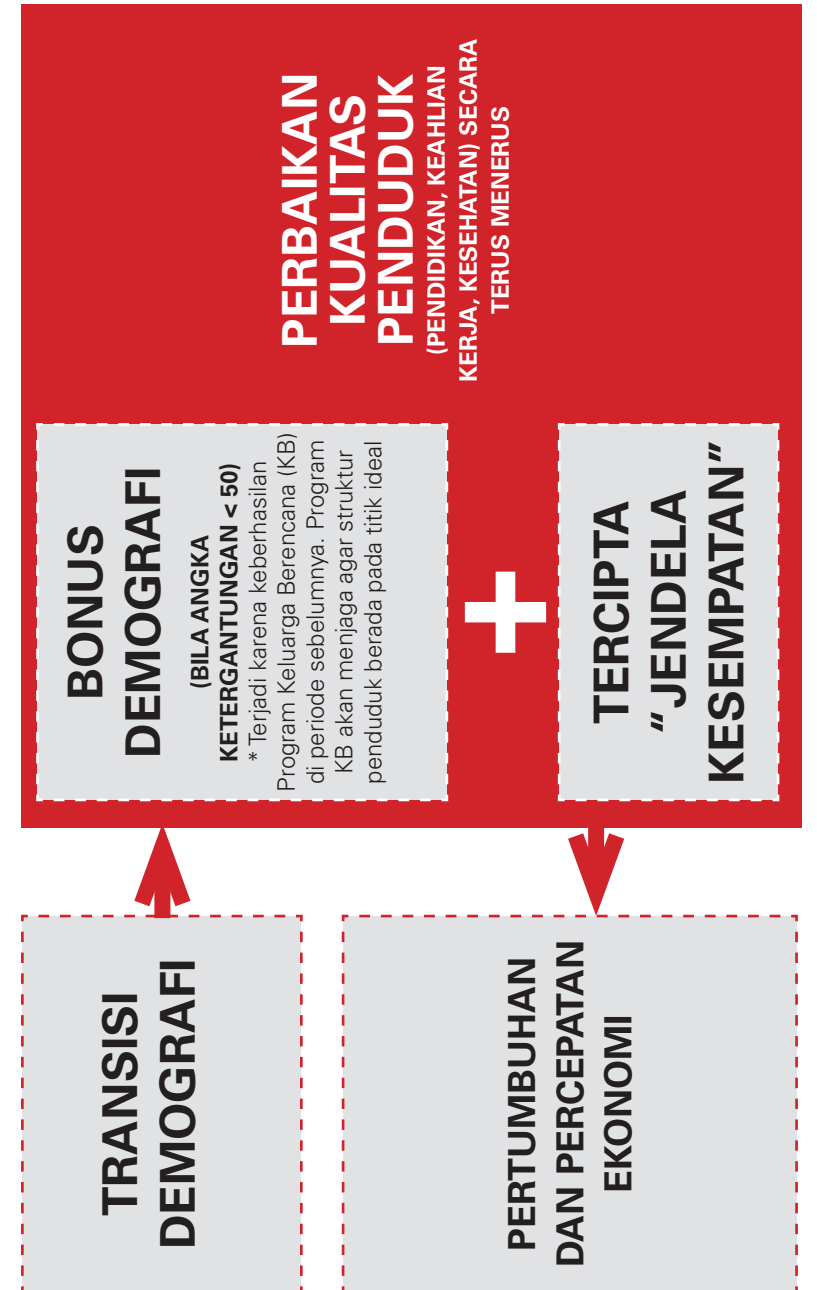 TRANSISI
DEMOGRAFI
BONUS
DEMOGRAFI
(BILA ANGKA
KETERGANTUNGAN < 50)
* Terjadi karena keberhasilan
Program Keluarga Berencana (KB)
di periode sebelumnya. Program
KB akan menjaga agar struktur
penduduk berada pada titik ideal
PERBAIKAN
KUALITAS
PENDUDUK
(PENDIDIKAN, KEAHLIAN
KERJA, KESEHATAN) SECARA
TERUS MENERUS
+
TERCIPTA
“JENDELA
KESEMPATAN”
PERTUMBUHAN
DAN PERCEPATAN
EKONOMI